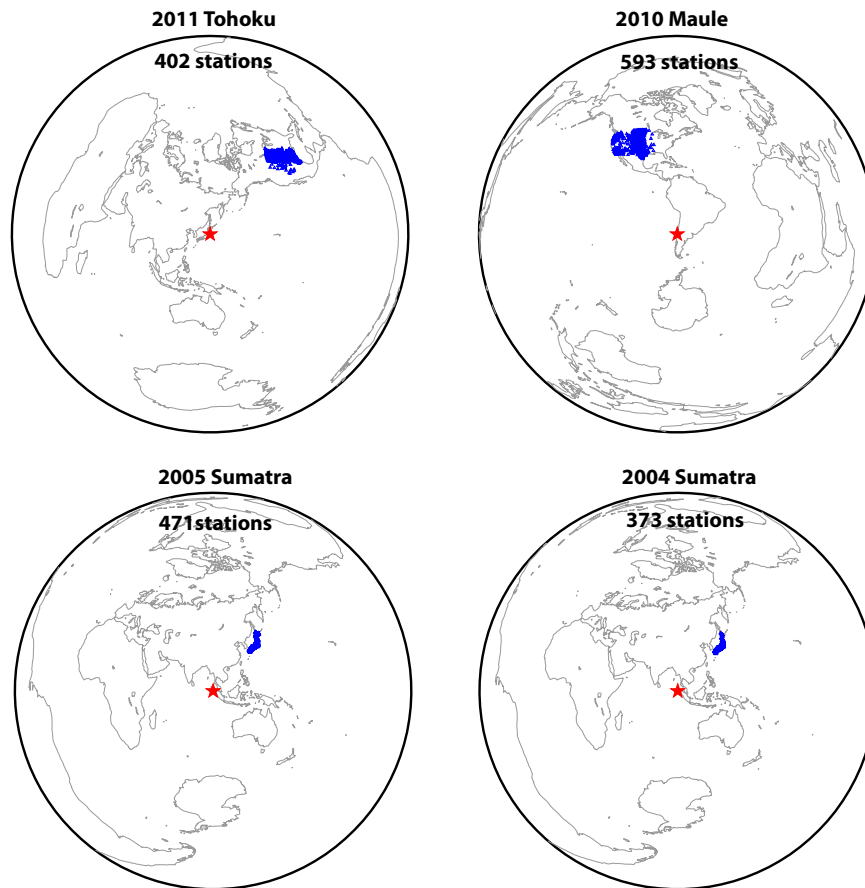 2011 Tohoku
402 stations
2010 Maule
593 stations
2005 Sumatra
471stations
2004 Sumatra
373 stations